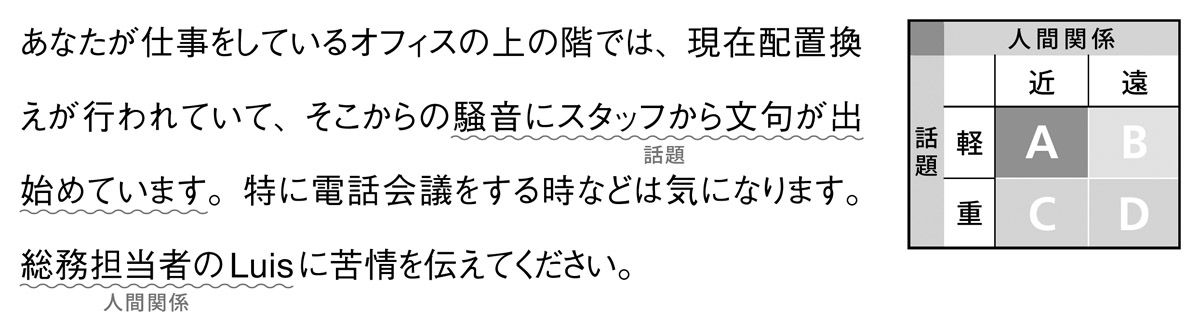 あなたが仕事をしているオフィスの上の階では、現在配置換
えが行われていて、そこからの騒音にスタッフから文句が出
話題
始めています。特に電話会議をする時などは気になります。
総務担当者のLuisに苦情を伝えてください。
人間関係
人間関係
近 遠
話題
軽 A B
重 C D